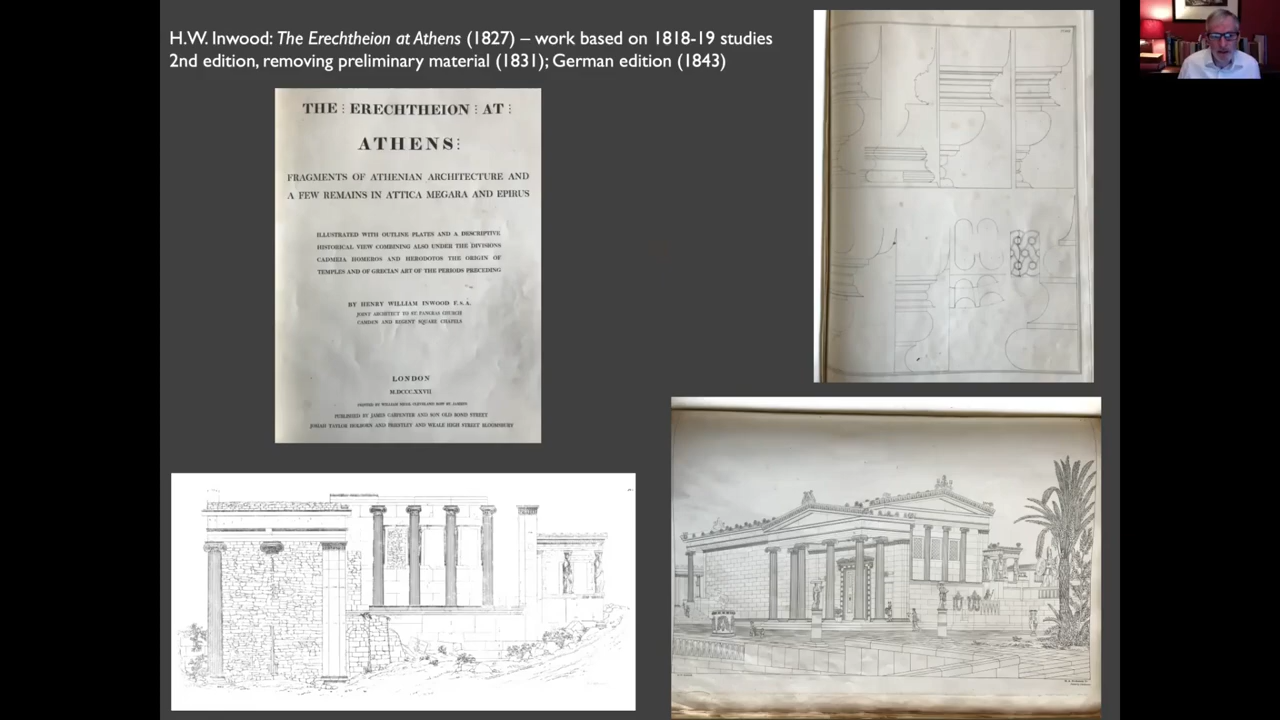 H.W. Inwood: The Erechtheion at Athens (1827) – work based on 1818-19 studies
2nd edition, removing preliminary material (1831); German edition (1843)
THE ⋮ ERECHTHEION ⋮ AT ⋮
ATHENS⋮
FRAGMENTS OF ATHENIAN ARCHITECTURE AND
A FEW REMAINS IN ATTICA MEGARA AND EPIRUS
ILLUSTRATED WITH OUTLINE PLATES AND A DESCRIPTIVE
HISTORICAL VIEW COMBINING ALSO UNDER THE DIVISIONS
CADMEIA HOMEROS AND HERODOTOS THE ORIGIN OF
TEMPLES AND OF GRECIAN ART OF THE PERIODS PRECEDING
BY HENRY WILLIAM INWOOD F.S.A.
JOINT ARCHITECT TO ST PANCRAS CHURCH
CAMDEN AND REGENT SQUARE CHAPELS
LONDON
M.DCCC.XXVII
PUBLISHED BY JAMES CARPENTER AND SON OLD BOND STREET
JOSIAH TAYLOR HOLBORN AND PRIESTLEY AND WEALE HIGH STREET BLOOMSBURY